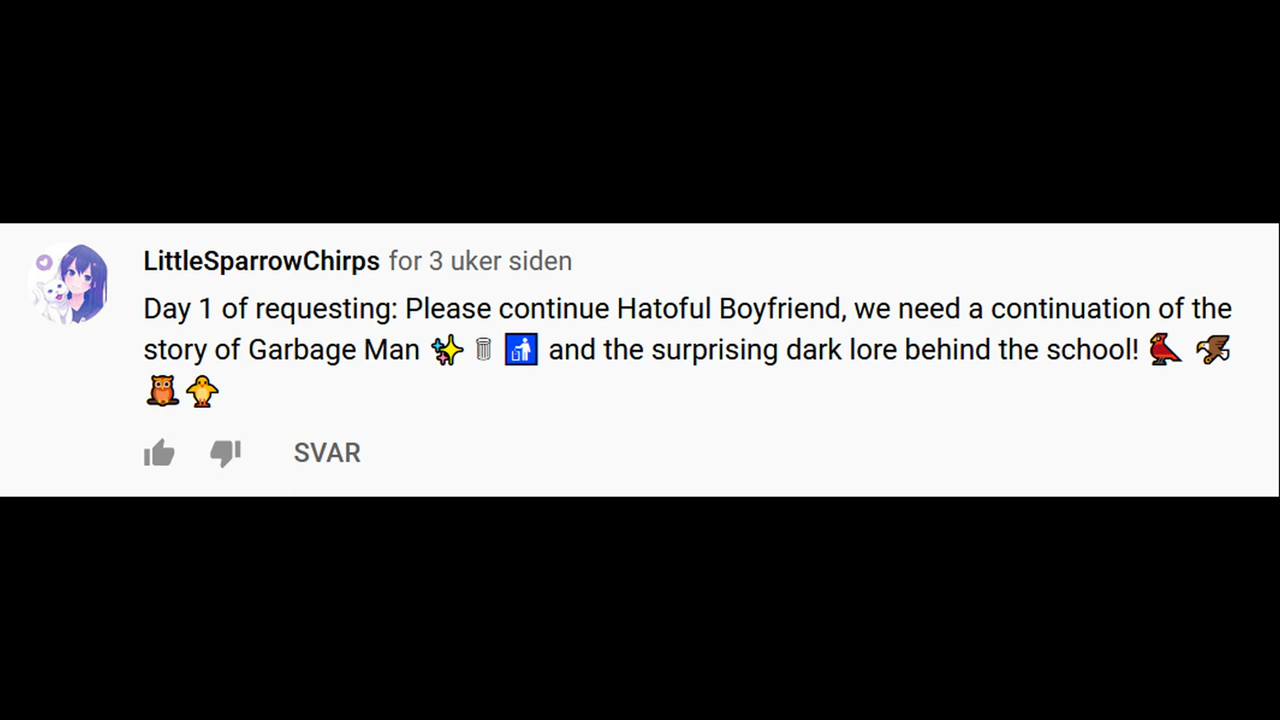 LittleSparrowChirps for 3 uker siden
Day 1 of requesting: Please continue Hatoful Boyfriend, we need a continuation of the
story of Garbage Man ✨ 🗑 🚮 and the surprising dark lore behind the school! 🐦 🦅
🦉🐥
SVAR